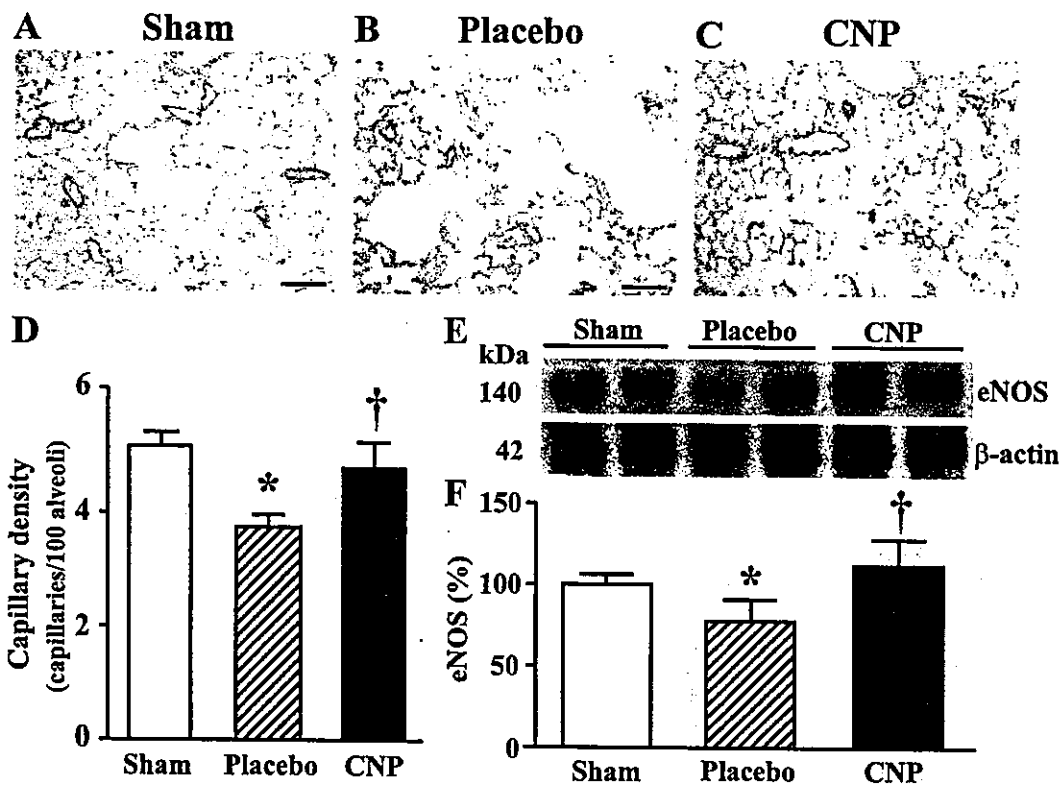 A Sham
B Placebo
C CNP
D
Capillary density
(capillaries/100 alveoli)
6
4
2
0
*
†
Sham Placebo CNP
E
Sham Placebo CNP
kDa
140 eNOS
42 β-actin
F
eNOS (%)
150
100
50
0
*
†
Sham Placebo CNP